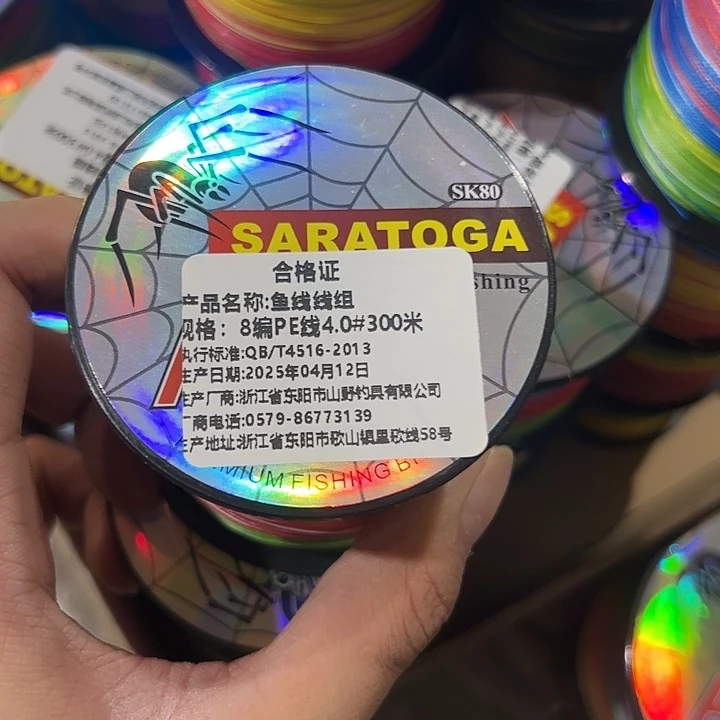 SK80
SARATOGA
shing
合格证
产品名称:鱼线线组
规格：8编PE线4.0#300米
执行标准:QB/T4516-2013
生产日期:2025年04月12日
生产厂商:浙江省东阳市山野钓具有限公司
厂商电话:0579-86773139
生产地址:浙江省东阳市歌山镇里欧线58号
MIUM FISHING B